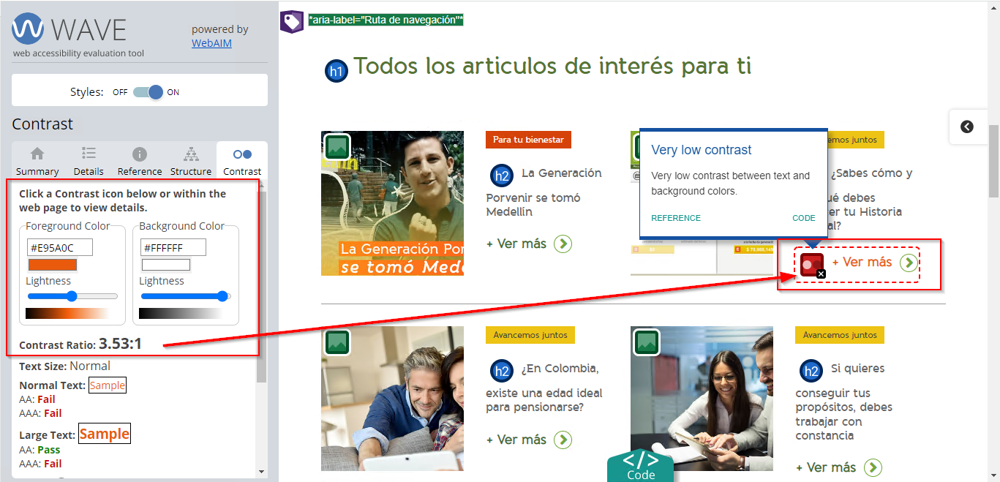 WAVE
web accessibility evaluation tool
powered by
WebAIM
Styles: OFF ON
Contrast
Summary Details Reference Structure Contrast
Click a Contrast icon below or within the
web page to view details.
Foreground Color
#E95A0C
Lightness
Background Color
#FFFFFF
Lightness
Contrast Ratio: 3.53:1
Text Size: Normal
Normal Text: Sample
AA: Fail
AAA: Fail
Large Text: Sample
AA: Pass
AAA: Fail
*aria-label="Ruta de navegación"*
h1 Todos los articulos de interés para ti
La Generación Por
se tomó Mede
Para tu bienestar
h2 La Generación
Porvenir se tomó
Medellín
+ Ver más
Very low contrast
Very low contrast between text and
background colors.
REFERENCE CODE
emos juntos
¿Sabes cómo y
ué debes
er tu Historia
al?
+ Ver más
Avancemos juntos
h2 ¿En Colombia,
existe una edad ideal
para pensionarse?
+ Ver más
Avancemos juntos
h2 Si quieres
conseguir tus
propósitos, debes
trabajar con
constancia
+ Ver más
</> 
Code